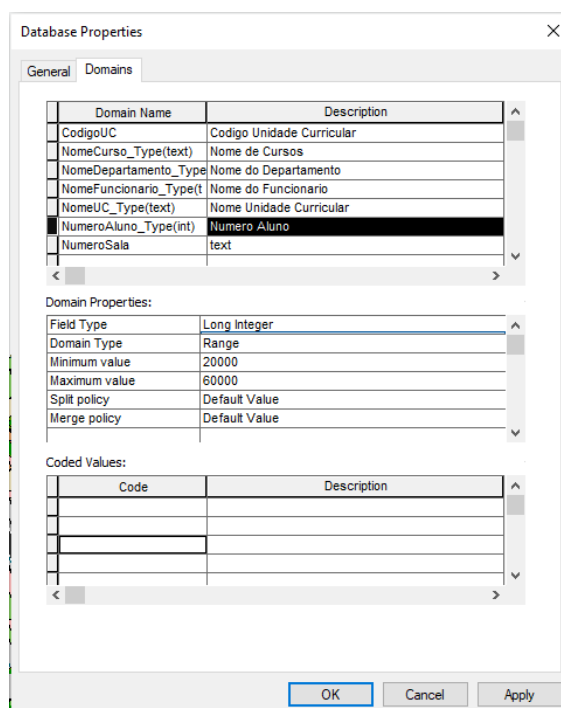 Database Properties
General Domains
Domain Name Description
CodigoUC Codigo Unidade Curricular
NomeCurso_Type(text) Nome de Cursos
NomeDepartamento_Type Nome do Departamento
NomeFuncionario_Type(t Nome do Funcionario
NomeUC_Type(text) Nome Unidade Curricular
NumeroAluno_Type(int) Numero Aluno
NumeroSala text
Domain Properties:
Field Type Long Integer
Domain Type Range
Minimum value 20000
Maximum value 60000
Split policy Default Value
Merge policy Default Value
Coded Values:
Code Description
OK Cancel Apply